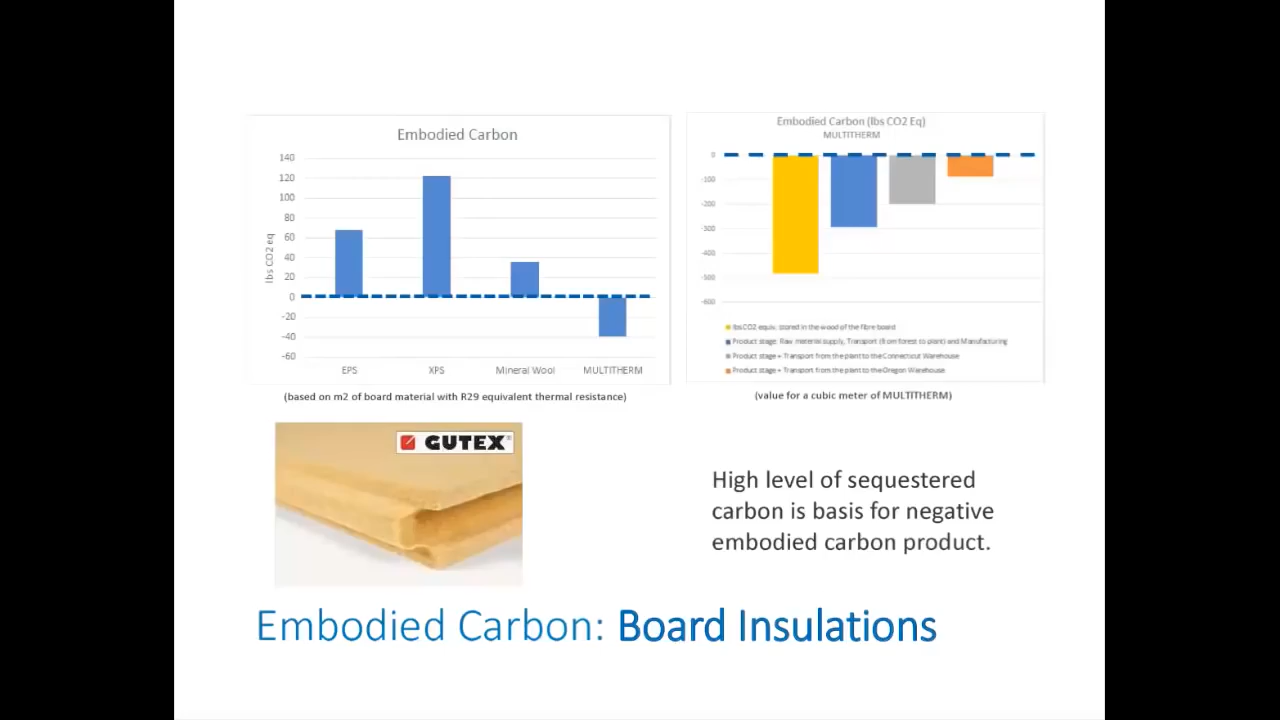 Embodied Carbon
140
120
100
80
60
40
20
0
-20
-40
-60
lbs CO2 eq
EPS XPS Mineral Wool MULTITHERM
(based on m2 of board material with R29 equivalent thermal resistance)
Embodied Carbon (lbs CO2 Eq)
MULTITHERM
0
-100
-200
-300
-400
-500
-600
lbsCO2 equiv. stored in the wood of the fibre board
Product stage: Raw material supply, Transport (from forest to plant) and Manufacturing
Product stage + Transport from the plant to the Connecticut Warehouse
Product stage + Transport from the plant to the Oregon Warehouse
(value for a cubic meter of MULTITHERM)
GUTEX®
High level of sequestered
carbon is basis for negative
embodied carbon product.
Embodied Carbon: Board Insulations